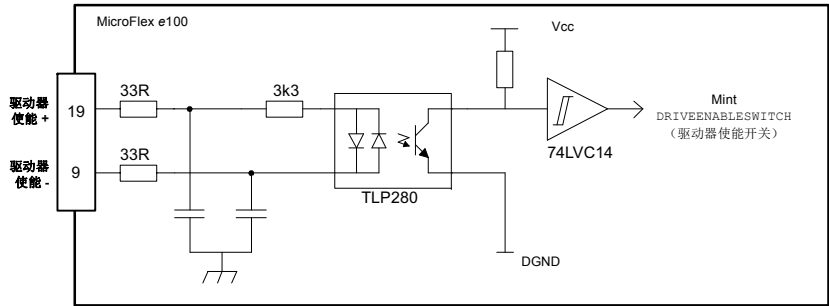 MicroFlex e100
Vcc
驱动器
使能 +
19
33R
3k3
Mint
DRIVEENABLESWITCH
（驱动器使能开关）
驱动器
使能 -
9
33R
74LVC14
TLP280
DGND